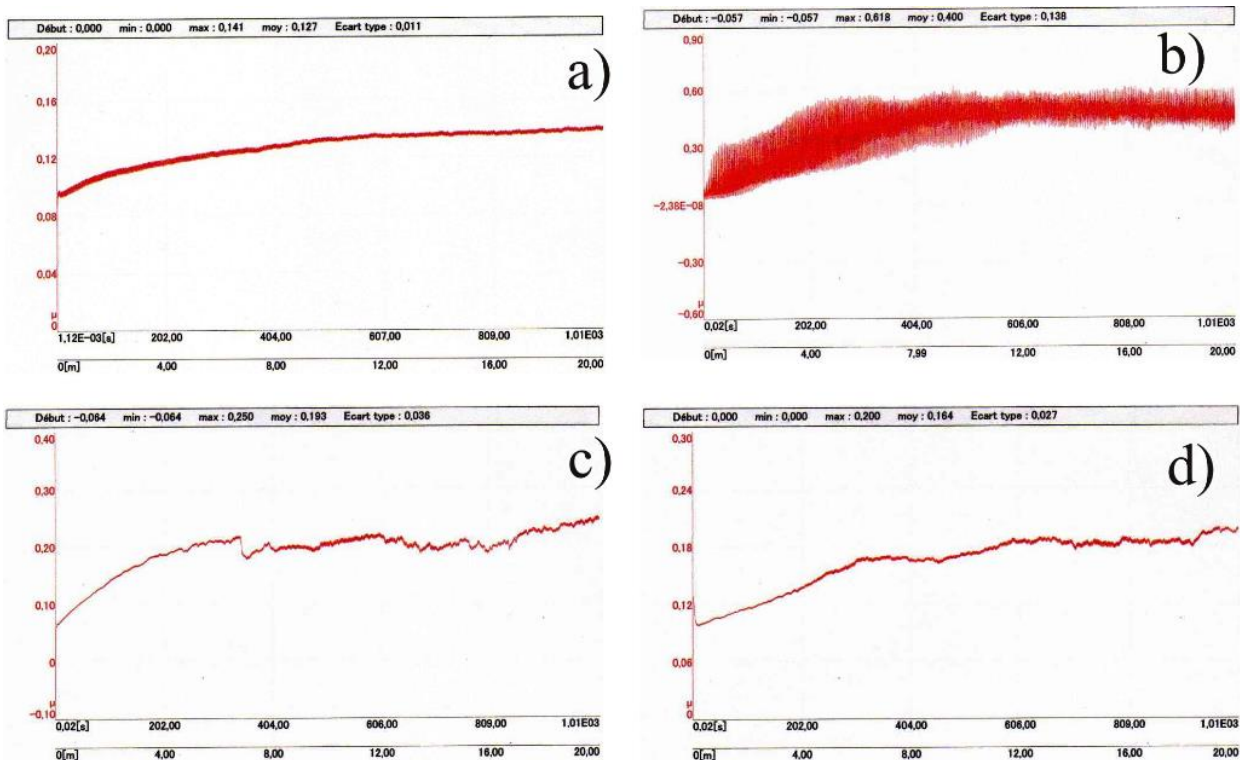 Début : 0,000 min : 0,000 max : 0,141 moy : 0,127 Ecart type : 0,011
a)
0,20
0,16
0,12
0,08
0,04
µ
0
1,12E-03[s] 202,00 404,00 607,00 809,00 1,01E03
0[m] 4,00 8,00 12,00 16,00 20,00
Début : -0,057 min : -0,057 max : 0,618 moy : 0,400 Ecart type : 0,138
b)
0,90
0,60
0,30
-2,38E-08
-0,30
µ
-0,60
0,02[s] 202,00 404,00 606,00 808,00 1,01E03
0[m] 4,00 7,99 12,00 16,00 20,00
Début : -0,064 min : -0,064 max : 0,250 moy : 0,193 Ecart type : 0,036
c)
0,40
0,30
0,20
0,10
0
µ
-0,10
0,02[s] 202,00 404,00 606,00 809,00 1,01E03
0[m] 4,00 8,00 12,00 16,00 20,00
Début : 0,000 min : 0,000 max : 0,200 moy : 0,164 Ecart type : 0,027
d)
0,30
0,24
0,18
0,12
0,06
µ
0
0,02[s] 202,00 404,00 606,00 809,00 1,01E03
0[m] 4,00 8,00 12,00 16,00 20,00